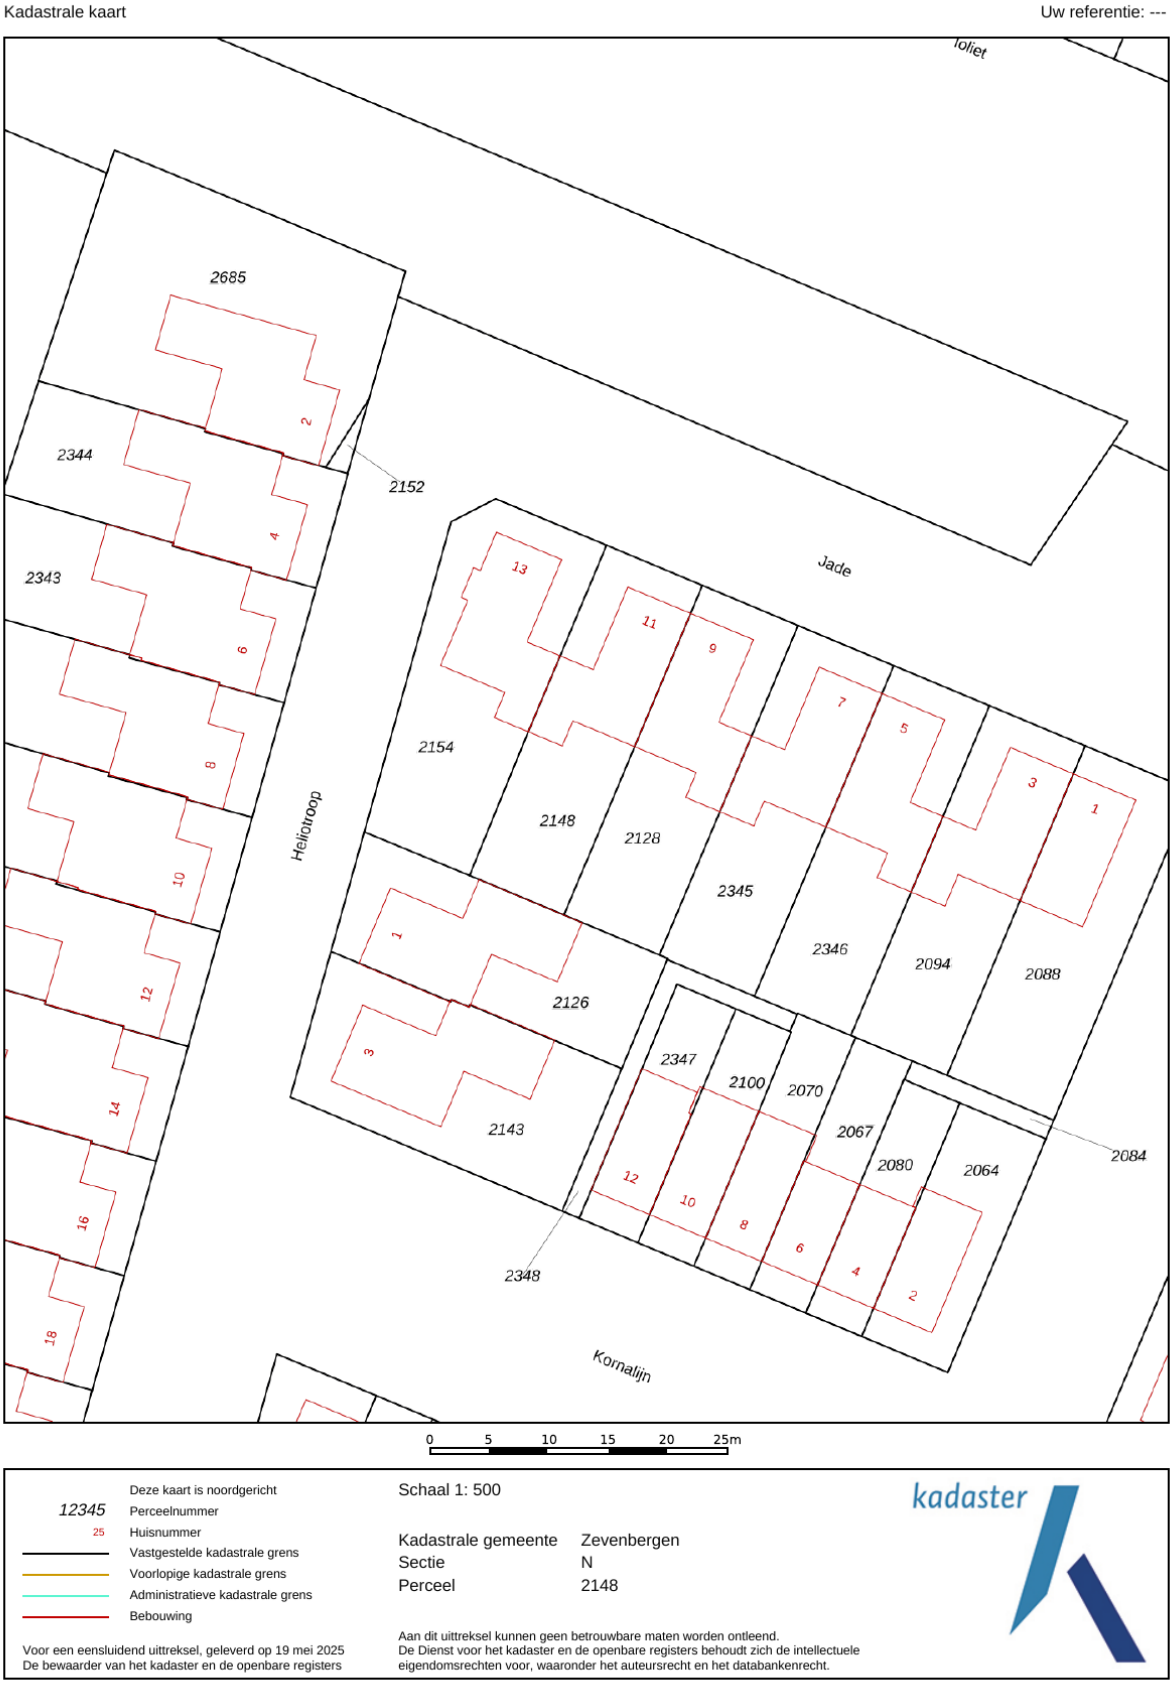 Kadastrale kaart
Uw referentie: ---
Toliet
2685
2
2344
2152
4
2343
Jade
13
11
9
6
7
5
2154
8
3
1
Heliotroop
2148
2128
10
2345
1
2346
2094
2088
12
2126
3
2347
2100
2070
14
2143
2067
2080
2064
2084
16
12
10
8
6
4
2
2348
18
Kornalijn
0 5 10 15 20 25m
Deze kaart is noordgericht
12345 Perceelnummer
25 Huisnummer
Vastgestelde kadastrale grens
Voorlopige kadastrale grens
Administratieve kadastrale grens
Bebouwing
Voor een eensluidend uittreksel, geleverd op 19 mei 2025
De bewaarder van het kadaster en de openbare registers
Schaal 1: 500
Kadastrale gemeente Zevenbergen
Sectie N
Perceel 2148
Aan dit uittreksel kunnen geen betrouwbare maten worden ontleend.
De Dienst voor het kadaster en de openbare registers behoudt zich de intellectuele
eigendomsrechten voor, waaronder het auteursrecht en het databankenrecht.
kadaster